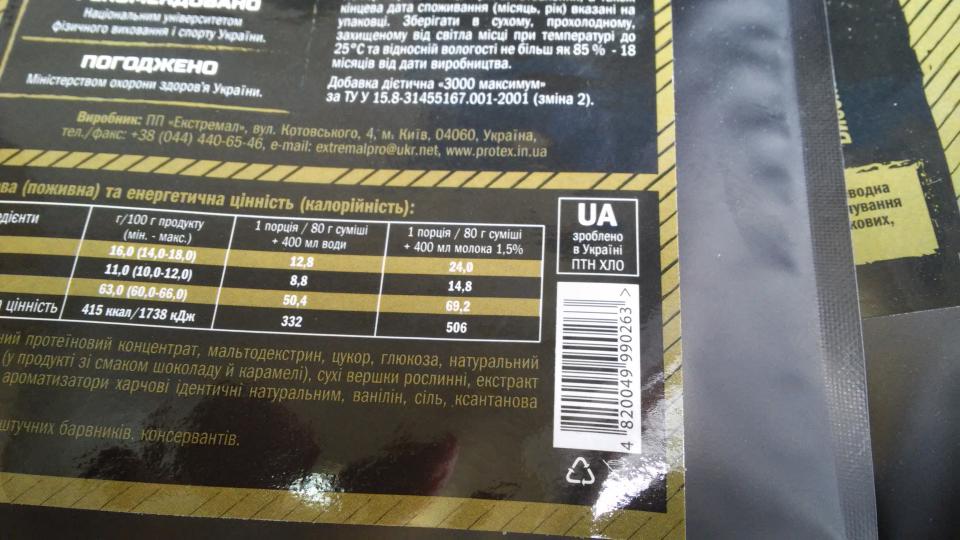 РЕКОМЕНДОВАНО
Національним університетом
фізичного виховання і спорту України.
ПОГОДЖЕНО
Міністерством охорони здоров'я України.
кінцева дата споживання (місяць, рік) вказані на
упаковці. Зберігати в сухому, прохолодному,
захищеному від світла місці при температурі до
25°С та відносній вологості не більш як 85 % - 18
місяців від дати виробництва.
Добавка дієтична «3000 максимум»
за ТУ У 15.8-31455167.001-2001 (зміна 2).
Виробник: ПП «Екстремал», вул. Котовського, 4, м. Київ, 04060, Україна,
тел./факс: +38 (044) 440-65-46, e-mail: extremalpro@ukr.net, www.protex.in.ua
ва (поживна) та енергетична цінність (калорійність):
едієнти
г/100 г продукту
(мін. - макс.)
1 порція / 80 г суміші
+ 400 мл води
1 порція / 80 г суміші
+ 400 мл молока 1,5%
16,0 (14,0-18,0) 12,8 24,0
11,0 (10,0-12,0) 8,8 14,8
63,0 (60,0-66,0) 50,4 69,2
цінність 415 ккал/1738 кДж 332 506
UA
зроблено
в Україні
ПТН ХЛО
4 820049 990263 >
ний протеїновий концентрат, мальтодекстрин, цукор, глюкоза, натуральний
(у продукті зі смаком шоколаду й карамелі), сухі вершки рослинні, екстракт
ароматизатори харчові ідентичні натуральним, ванілін, сіль, ксантанова
штучних барвників, консервантів.
водна
кових,